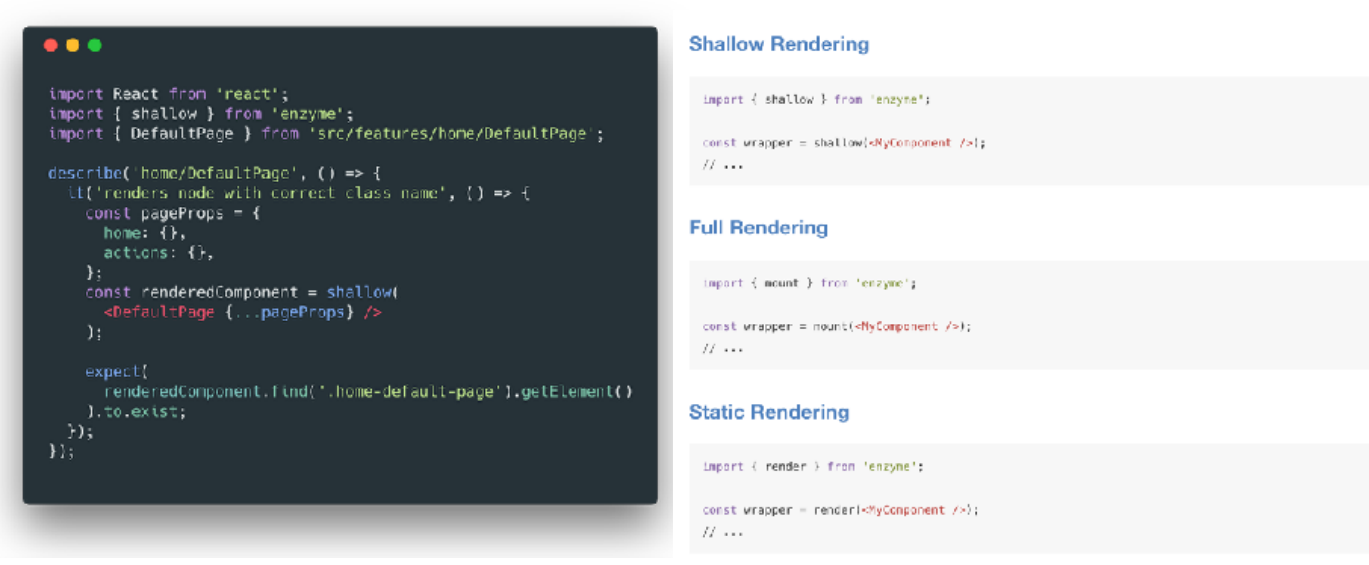 import React from 'react';
import { shallow } from 'enzyme';
import { DefaultPage } from 'src/features/home/DefaultPage';

describe('home/DefaultPage', () => {
  it('renders node with correct class name', () => {
    const pageProps = {
      home: {},
      actions: {},
    };
    const renderedComponent = shallow(
      <DefaultPage {...pageProps} />
    );

    expect(
      renderedComponent.find('.home-default-page').getElement()
    ).to.exist;
  });
});
Shallow Rendering
import { shallow } from 'enzyme';

const wrapper = shallow(<MyComponent />);
// ...
Full Rendering
import { mount } from 'enzyme';

const wrapper = mount(<MyComponent />);
// ...
Static Rendering
import { render } from 'enzyme';

const wrapper = render(<MyComponent />);
// ...